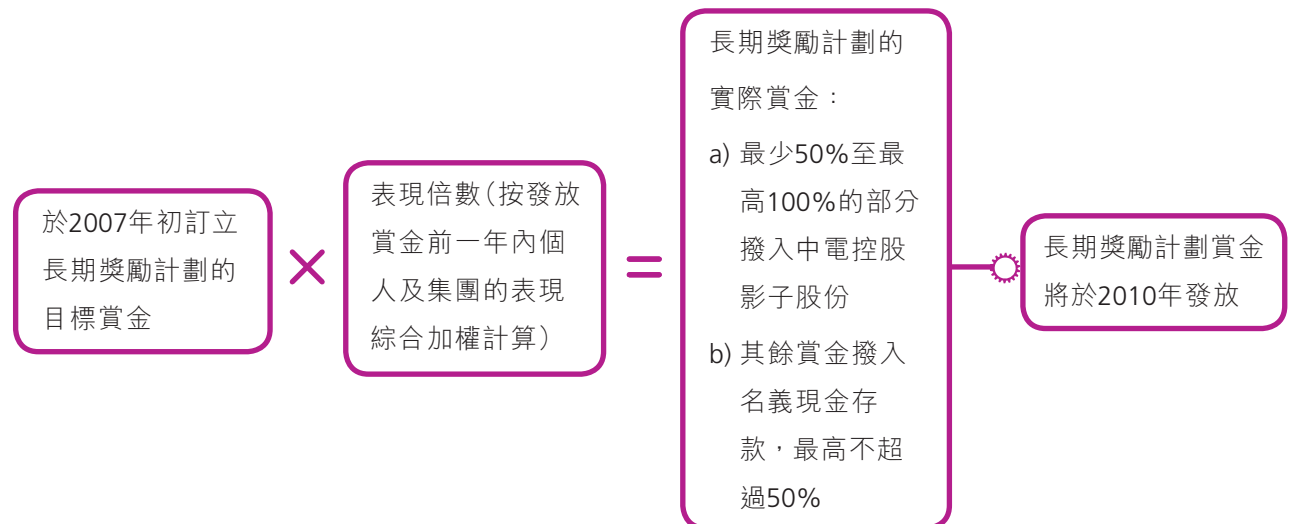 於2007年初訂立
長期獎勵計劃的
目標賞金
×
表現倍數(按發放
賞金前一年內個
人及集團的表現
綜合加權計算)
=
長期獎勵計劃的
實際賞金：
a) 最少50%至最
高100%的部分
撥入中電控股
影子股份
b) 其餘賞金撥入
名義現金存
款，最高不超
過50%
長期獎勵計劃賞金
將於2010年發放